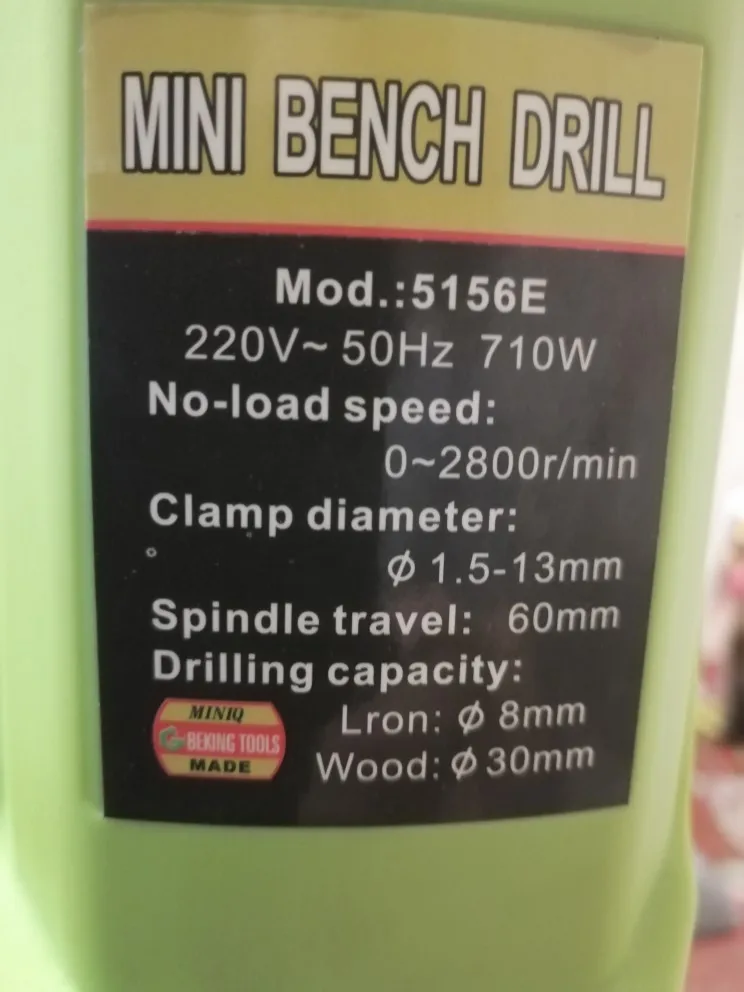 MINI BENCH DRILL
Mod.:5156E
220V~ 50Hz 710W
No-load speed:
0~2800r/min
Clamp diameter:
ϕ 1.5-13mm
Spindle travel: 60mm
Drilling capacity:
Lron: ϕ 8mm
Wood: ϕ 30mm
MINIQ
BEKING TOOLS
MADE